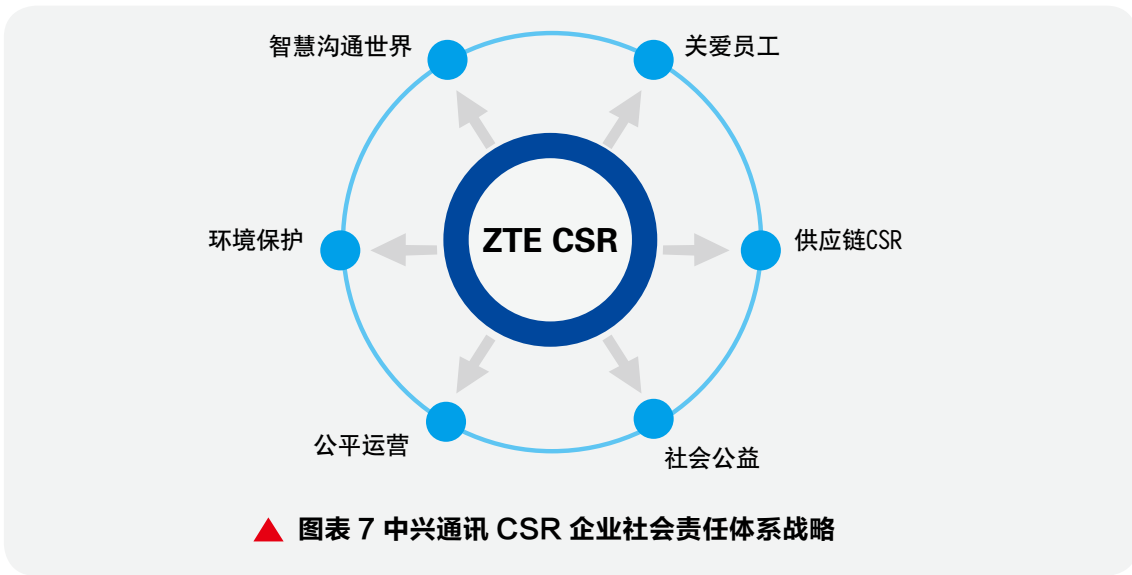 智慧沟通世界
关爱员工
环境保护
ZTE CSR
供应链CSR
公平运营
社会公益
图表 7 中兴通讯 CSR 企业社会责任体系战略